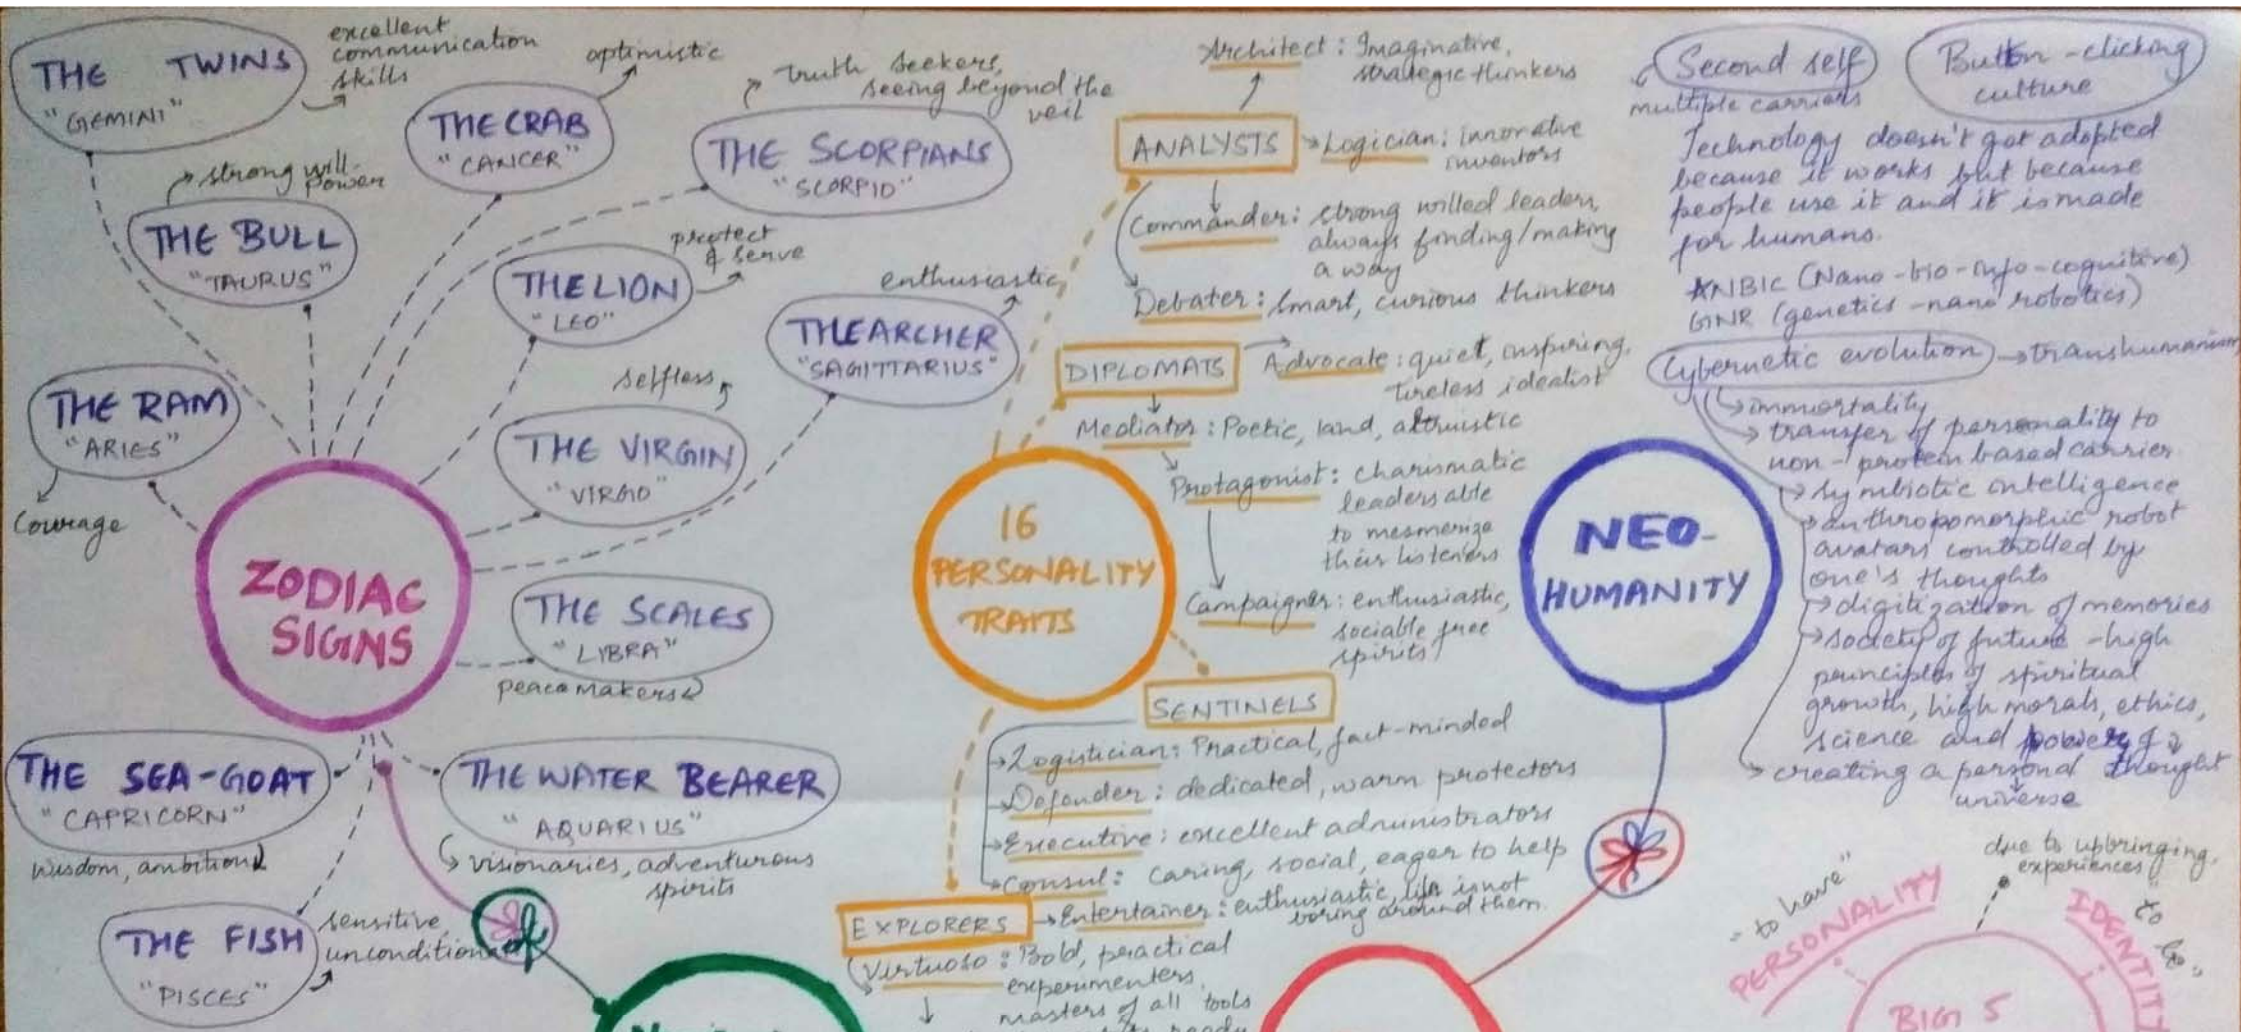 THE TWINS
"GEMINI"
excellent
communication
skills
THE BULL
"TAURUS"
strong will
power
THE CRAB
"CANCER"
optimistic
THE SCORPIANS
"SCORPIO"
truth seekers,
seeing beyond the
veil
THE LION
"LEO"
protect
& serve
THE ARCHER
"SAGITTARIUS"
enthusiastic
THE RAM
"ARIES"
Courage
THE VIRGIN
"VIRGO"
selfless
ZODIAC
SIGNS
THE SCALES
"LIBRA"
peacemakers
THE SEA-GOAT
"CAPRICORN"
wisdom, ambition
THE WATER BEARER
"AQUARIUS"
visionaries, adventurous
spirits
THE FISH
"PISCES"
sensitive,
16
PERSONALITY
TRAITS
ANALYSTS
Architect: Imaginative,
strategic thinkers
Logician: innovative
inventors
Commander: strong willed leaders,
always finding/making
a way
Debater: Smart, curious thinkers
DIPLOMATS
Advocate: quiet, inspiring,
tireless idealist
Mediator: Poetic, altruistic
Protagonist: charismatic
leaders able
to mesmerize
their listeners
Campaigner: enthusiastic,
sociable free
spirits
SENTINELS
Logistician: Practical, fact-minded
Defender: dedicated, warm protectors
Executive: excellent administrators
Consul: caring, social, eager to help
EXPLORERS
Entertainer: enthusiastic, life is not
boring around them.
Virtuoso: Bold, practical
experimenters,
masters of all tools
ready
Second self
multiple carriers
Button-clicking
culture
Technology doesn't get adopted
because it works but because
people use it and it is made
for humans.
NBIC (Nano-bio-info-cognitive)
GNR (genetics-nano robotics)
Cybernetic evolution
transhumanism
immortality
transfer of personality to
non-protein based carrier
symbiotic intelligence
anthropomorphic robot
avatars controlled by
one's thoughts
digitization of memories
society of future -high
principles of spiritual
growth, high morals, ethics,
science and power of
thought
creating a personal
universe
NEO-
HUMANITY
due to upbringing,
experiences
"to have"
PERSONALITY
"to be"
BIG 5